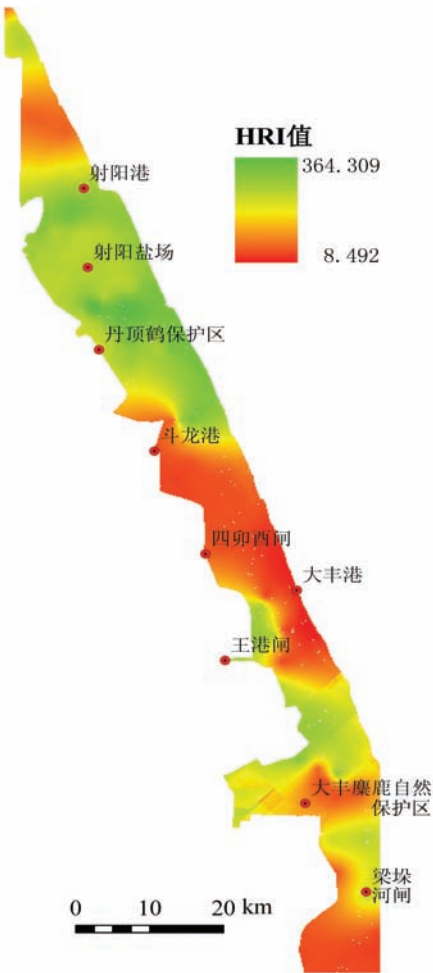 HRI值
364.309
8.492
射阳港
射阳盐场
丹顶鹤保护区
斗龙港
四卯酉闸
大丰港
王港闸
大丰麋鹿自然
保护区
梁垛
河闸
0 10 20 km